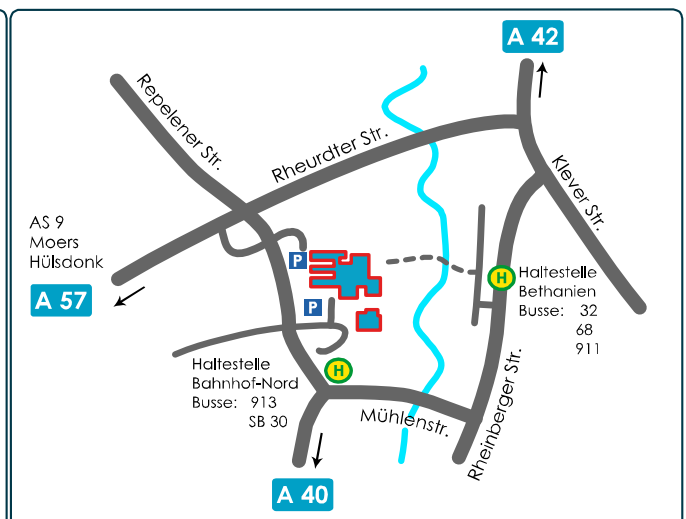 A 42
Repelener Str.
Rheurdter Str.
Klever Str.
AS 9
Moers
Hülsdonk
A 57
P
P
H
Haltestelle
Bethanien
Busse: 32
68
911
Haltestelle
Bahnhof-Nord
Busse: 913
SB 30
H
Mühlenstr.
Rheinberger Str.
A 40